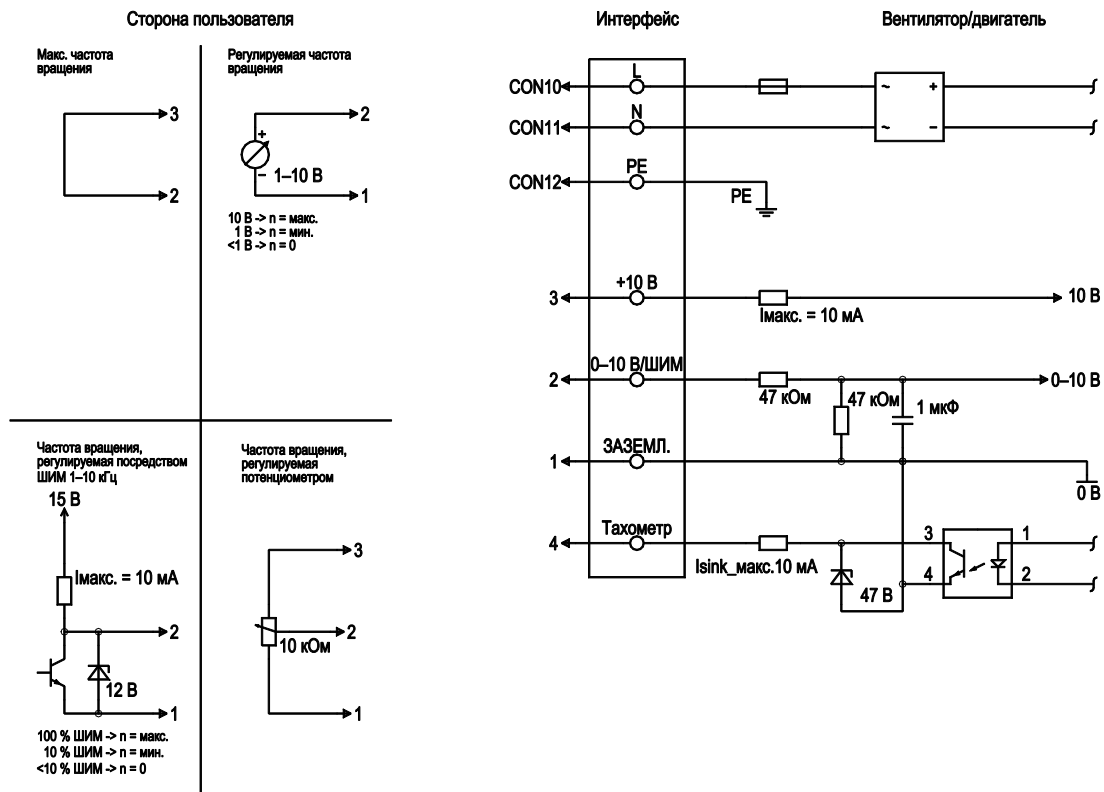 Сторона пользователя
Макс. частота
вращения
3
2
Регулируемая частота
вращения
2
+
– 1–10 В
1
10 В -> n = макс.
1 В -> n = мин.
<1 В -> n = 0
Частота вращения,
регулируемая посредством
ШИМ 1–10 кГц
15 В
Iмакс. = 10 мА
2
12 В
1
100 % ШИМ -> n = макс.
10 % ШИМ -> n = мин.
<10 % ШИМ -> n = 0
Частота вращения,
регулируемая
потенциометром
3
2
10 кОм
1
Интерфейс
Вентилятор/двигатель
L
CON10
~ +
N
CON11
~ –
PE
CON12
PE
+10 В
3
10 В
Iмакс. = 10 мА
0–10 В/ШИМ
2
0–10 В
47 кОм
47 кОм
1 мкФ
ЗАЗЕМЛ.
1
0 В
Тахометр
4
3
1
Isink_макс.10 мА
4
2
47 В